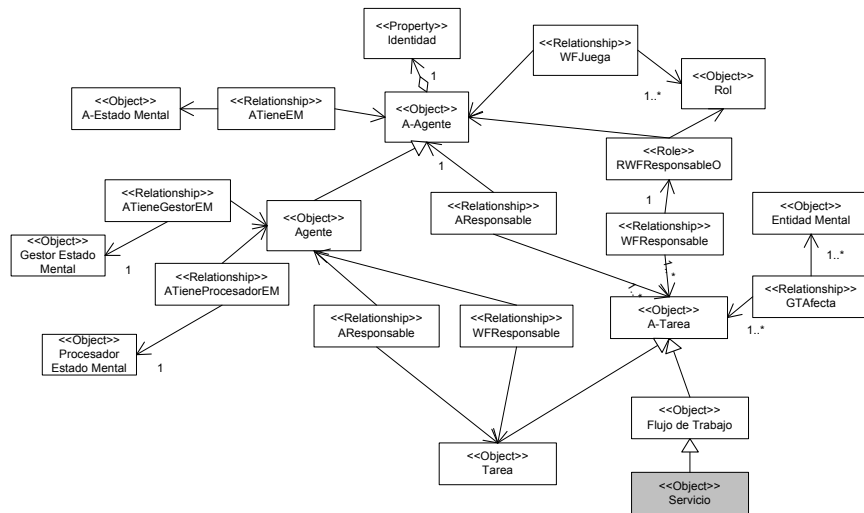 <<Property>>
Identidad
1
<<Relationship>>
WFJuega
1..*
<<Object>>
Rol
<<Object>>
A-Estado Mental
<<Relationship>>
ATieneEM
<<Object>>
A-Agente
1
<<Role>>
RWFResponsableO
1
<<Relationship>>
ATieneGestorEM
<<Object>>
Agente
<<Relationship>>
AResponsable
<<Relationship>>
WFResponsable
1..*
<<Object>>
Entidad Mental
1..*
<<Object>>
Gestor Estado
Mental
1
<<Relationship>>
ATieneProcesadorEM
<<Relationship>>
GTAfecta
1..*
1..*
<<Object>>
A-Tarea
<<Relationship>>
AResponsable
<<Relationship>>
WFResponsable
<<Object>>
Procesador
Estado Mental
1
<<Object>>
Flujo de Trabajo
<<Object>>
Tarea
<<Object>>
Servicio